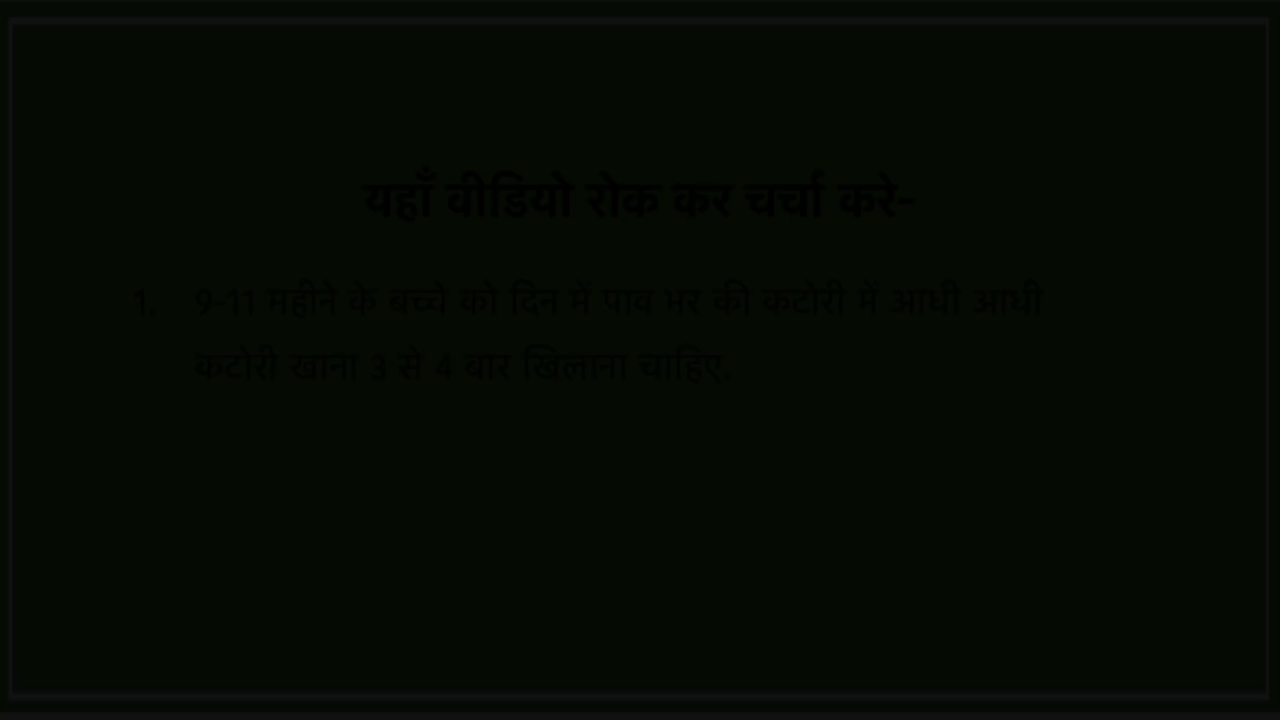 यहाँ वीडियो रोक कर चर्चा करे-
1. 9-11 महीने के बच्चे को दिन में पाव भर की कटोरी में आधी आधी
कटोरी खाना 3 से 4 बार खिलाना चाहिए.